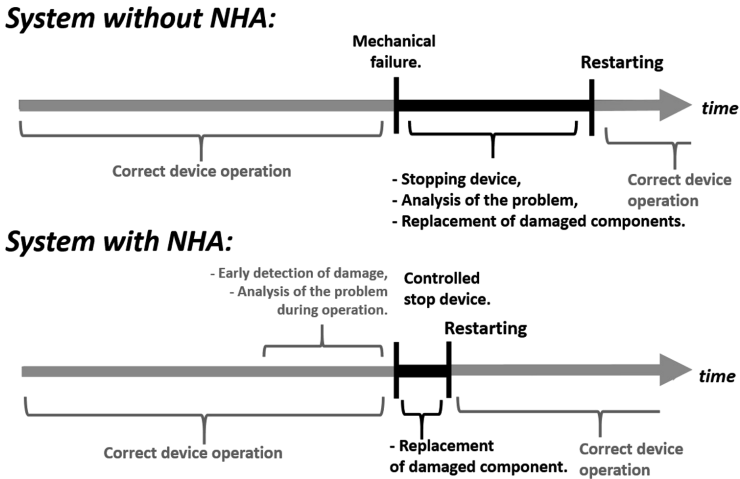 System without NHA:
Mechanical
failure.
Restarting
time
Correct device operation
- Stopping device,
- Analysis of the problem,
- Replacement of damaged components.
Correct device
operation
System with NHA:
- Early detection of damage,
- Analysis of the problem
during operation.
Controlled
stop device.
Restarting
time
Correct device operation
- Replacement
of damaged component.
Correct device
operation